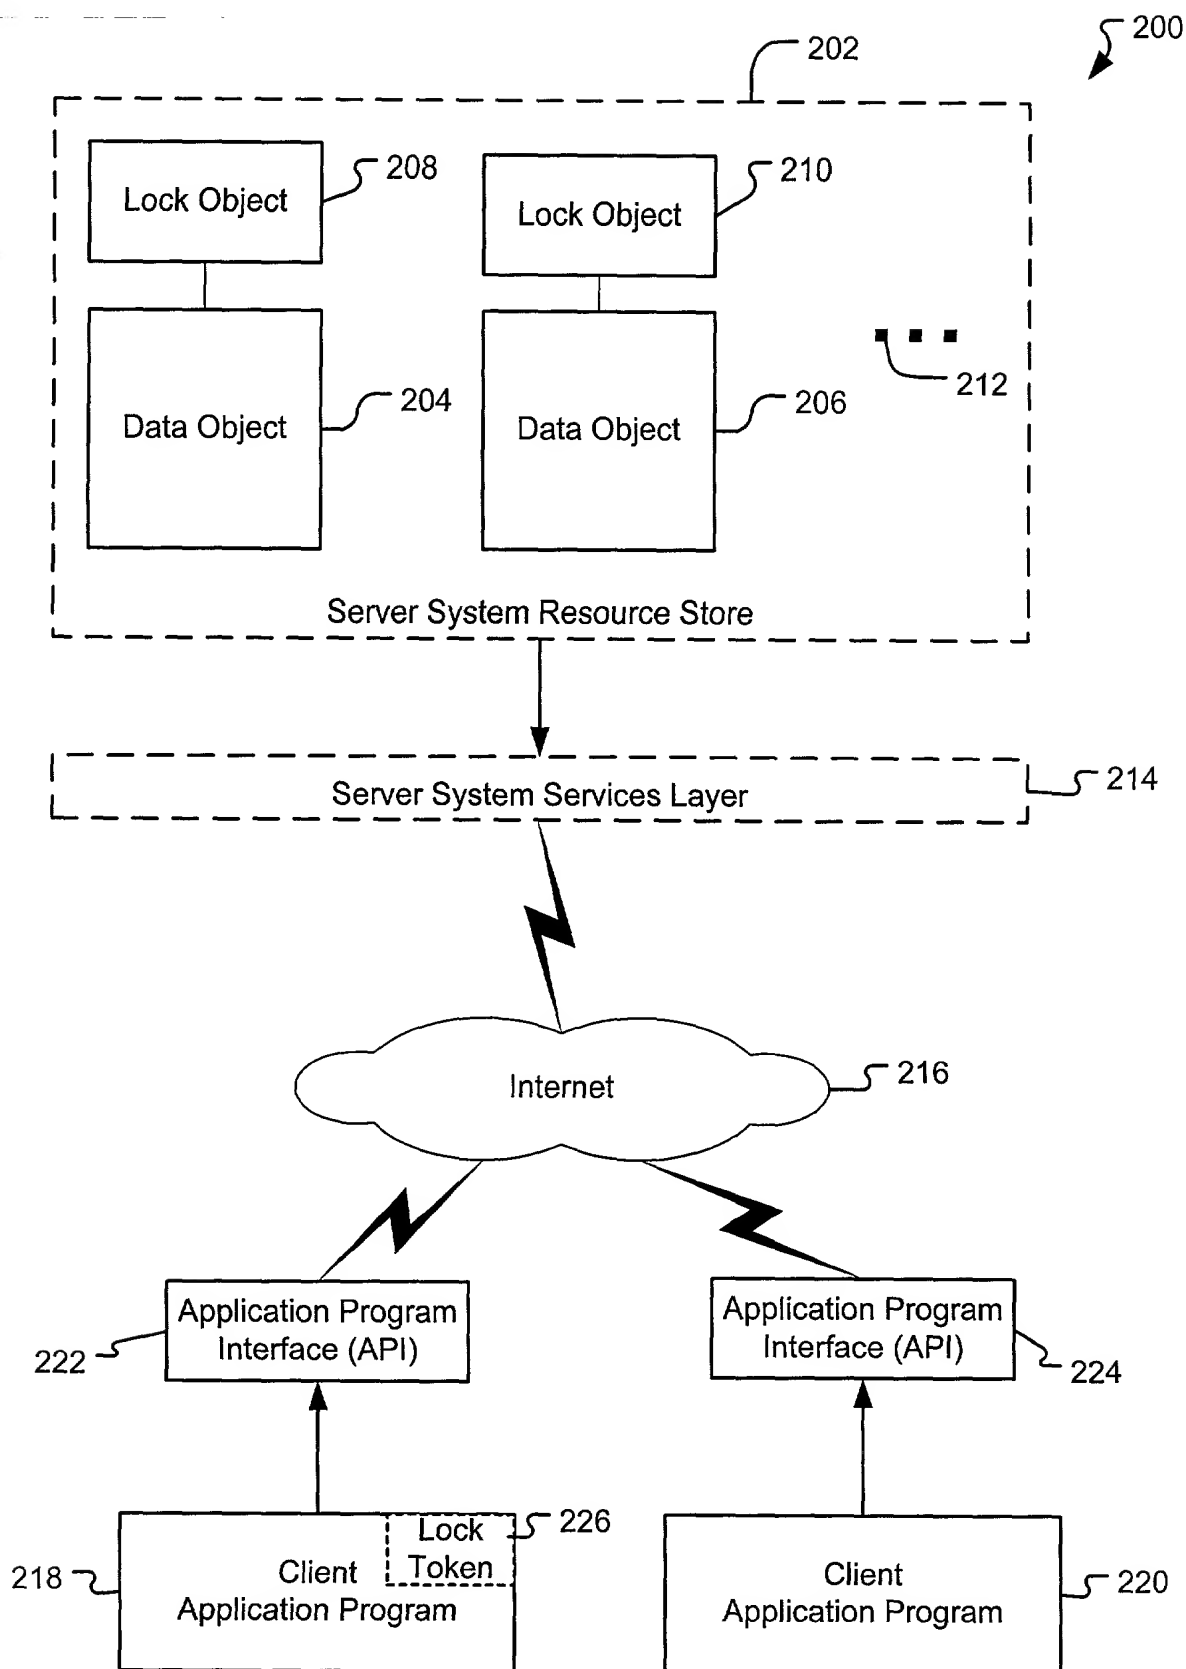 200
202
Lock Object
208
Lock Object
210
212
Data Object
204
Data Object
206
Server System Resource Store
Server System Services Layer
214
Internet
216
Application Program
Interface (API)
222
Application Program
Interface (API)
224
Lock
Token
226
Client
Application Program
218
Client
Application Program
220